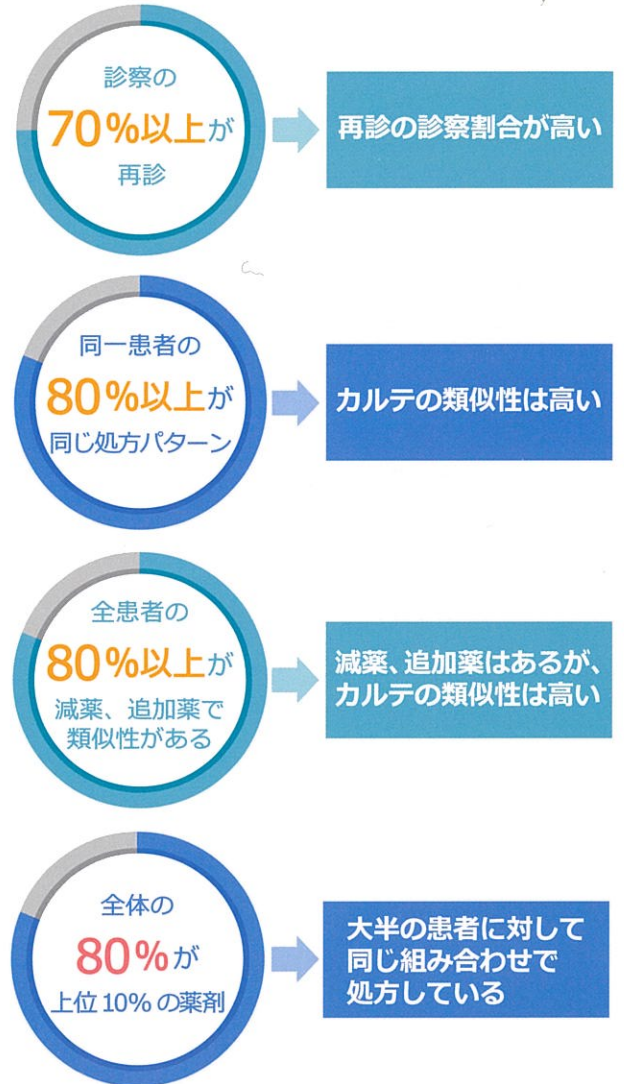 診察の
70%以上が
再診
再診の診察割合が高い
同一患者の
80%以上が
同じ処方パターン
カルテの類似性は高い
全患者の
80%以上が
減薬、追加薬で
類似性がある
減薬、追加薬はあるが、
カルテの類似性は高い
全体の
80%が
上位10%の薬剤
大半の患者に対して
同じ組み合わせで
処方している